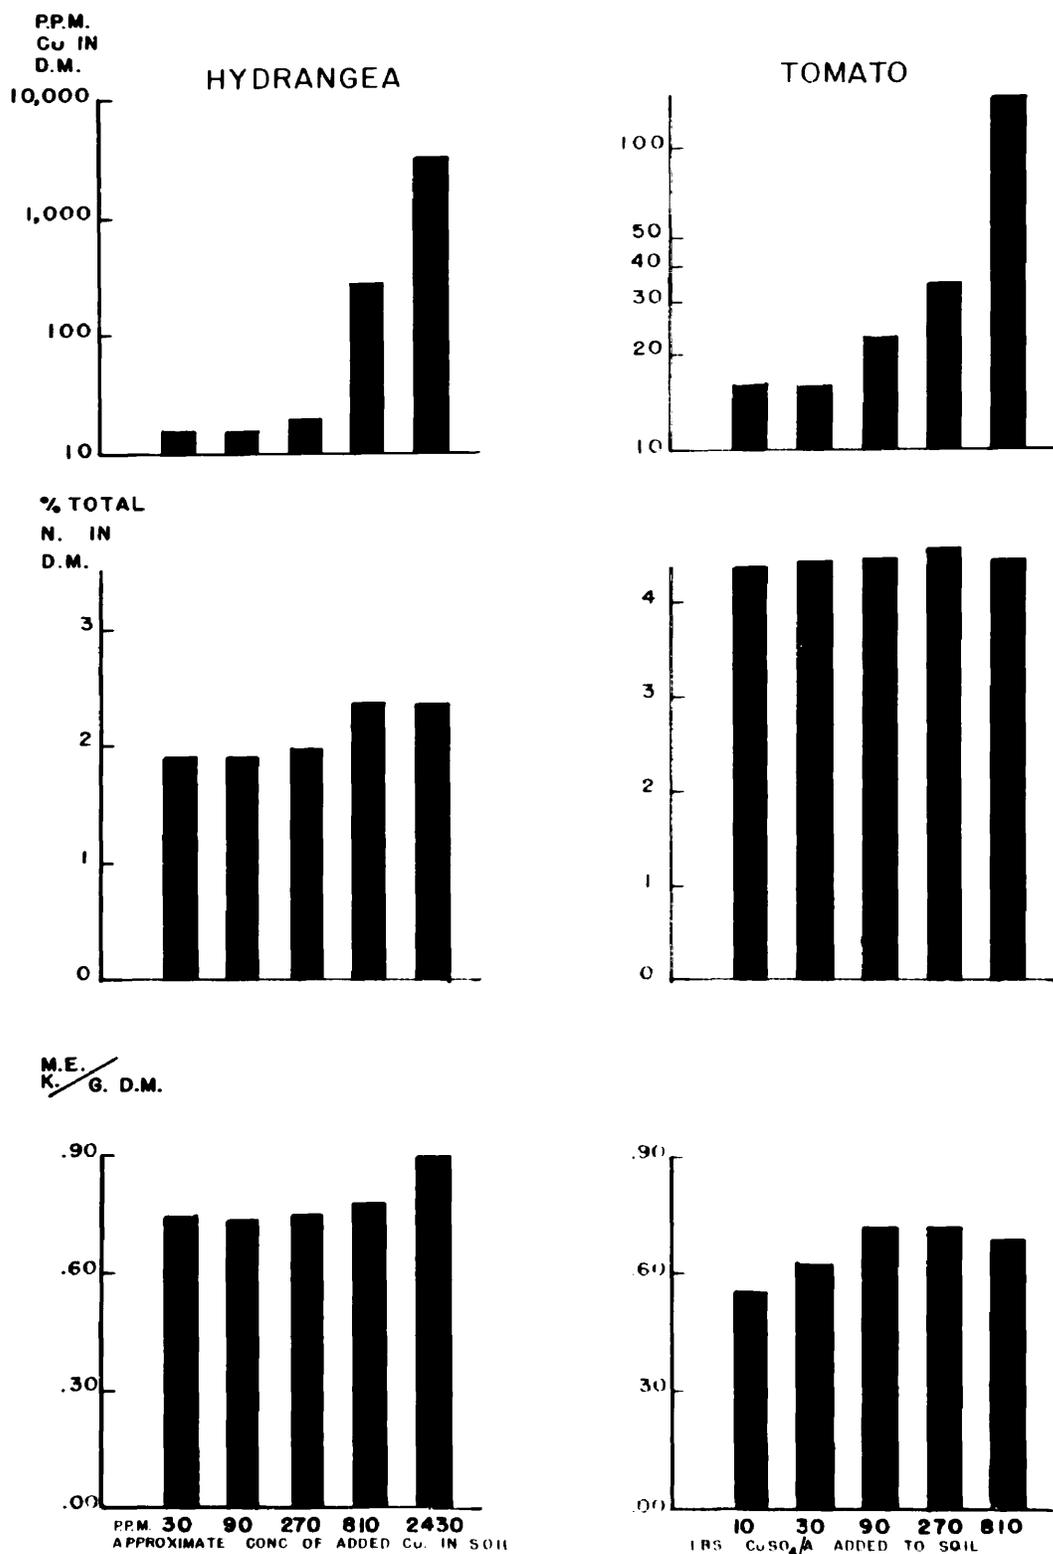 P.P.M.
Cu IN
D.M.
HYDRANGEA
TOMATO
10,000
1,000
100
10
100
50
40
30
20
10
% TOTAL
N. IN
D.M.
3
2
1
0
4
3
2
1
0
M.E.
K./G. D.M.
.90
.60
.30
.00
.90
.60
30
.00
P.P.M. 30 90 270 810 2430
APPROXIMATE CONC OF ADDED Cu. IN SOIL
10 30 90 270 810
LBS CuSO4/A ADDED TO SOIL